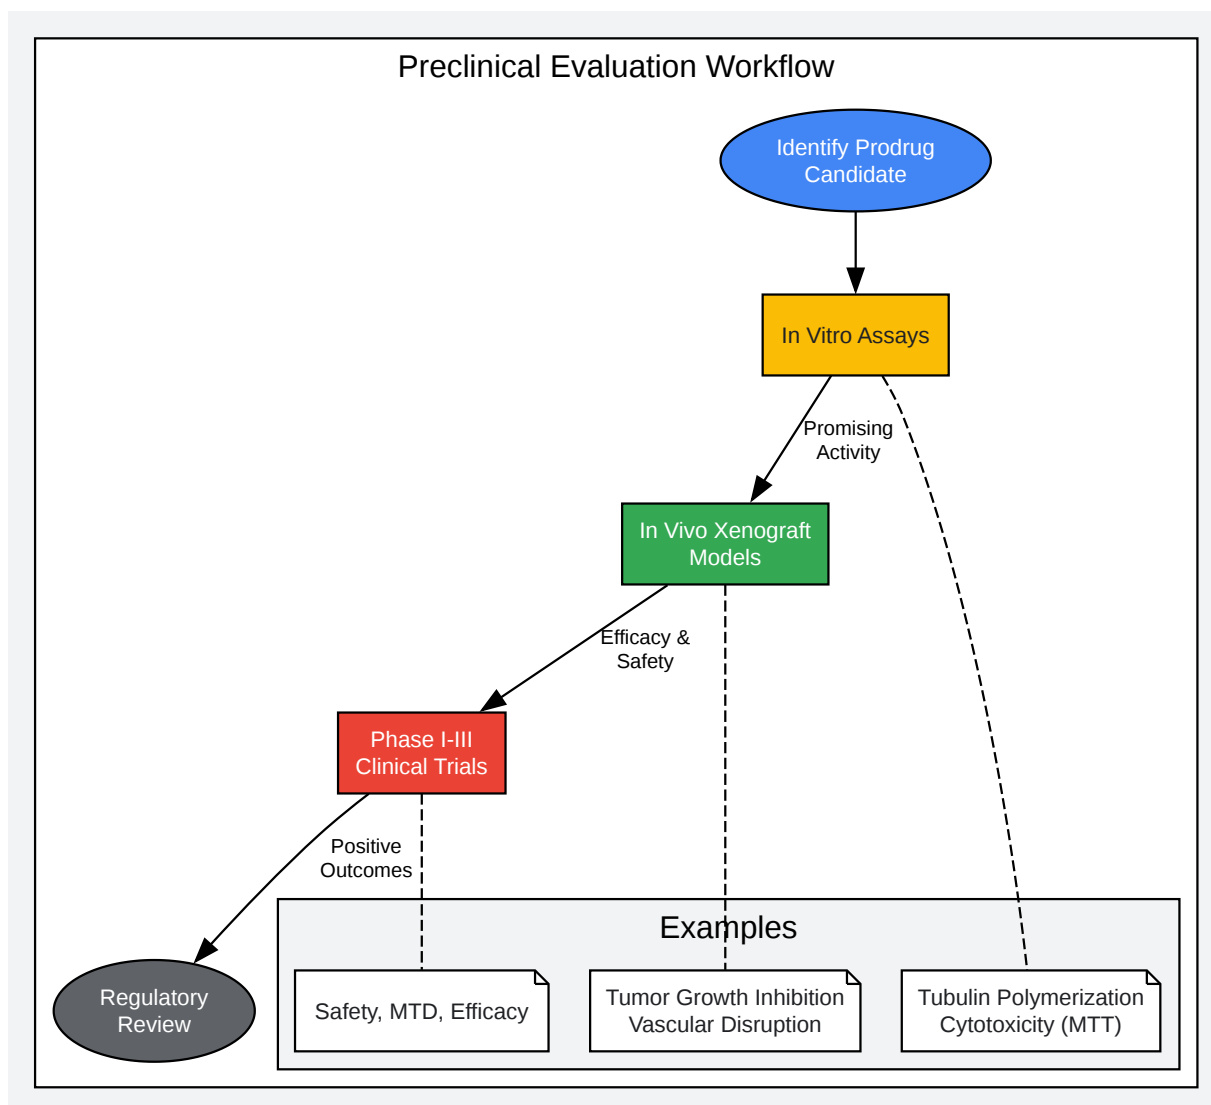 Preclinical Evaluation Workflow
Identify Prodrug
Candidate
In Vitro Assays
Promising
Activity
In Vivo Xenograft
Models
Efficacy &
Safety
Phase I-III
Clinical Trials
Positive
Outcomes
Examples
Regulatory
Review
Safety, MTD, Efficacy
Tumor Growth Inhibition
Vascular Disruption
Tubulin Polymerization
Cytotoxicity (MTT)